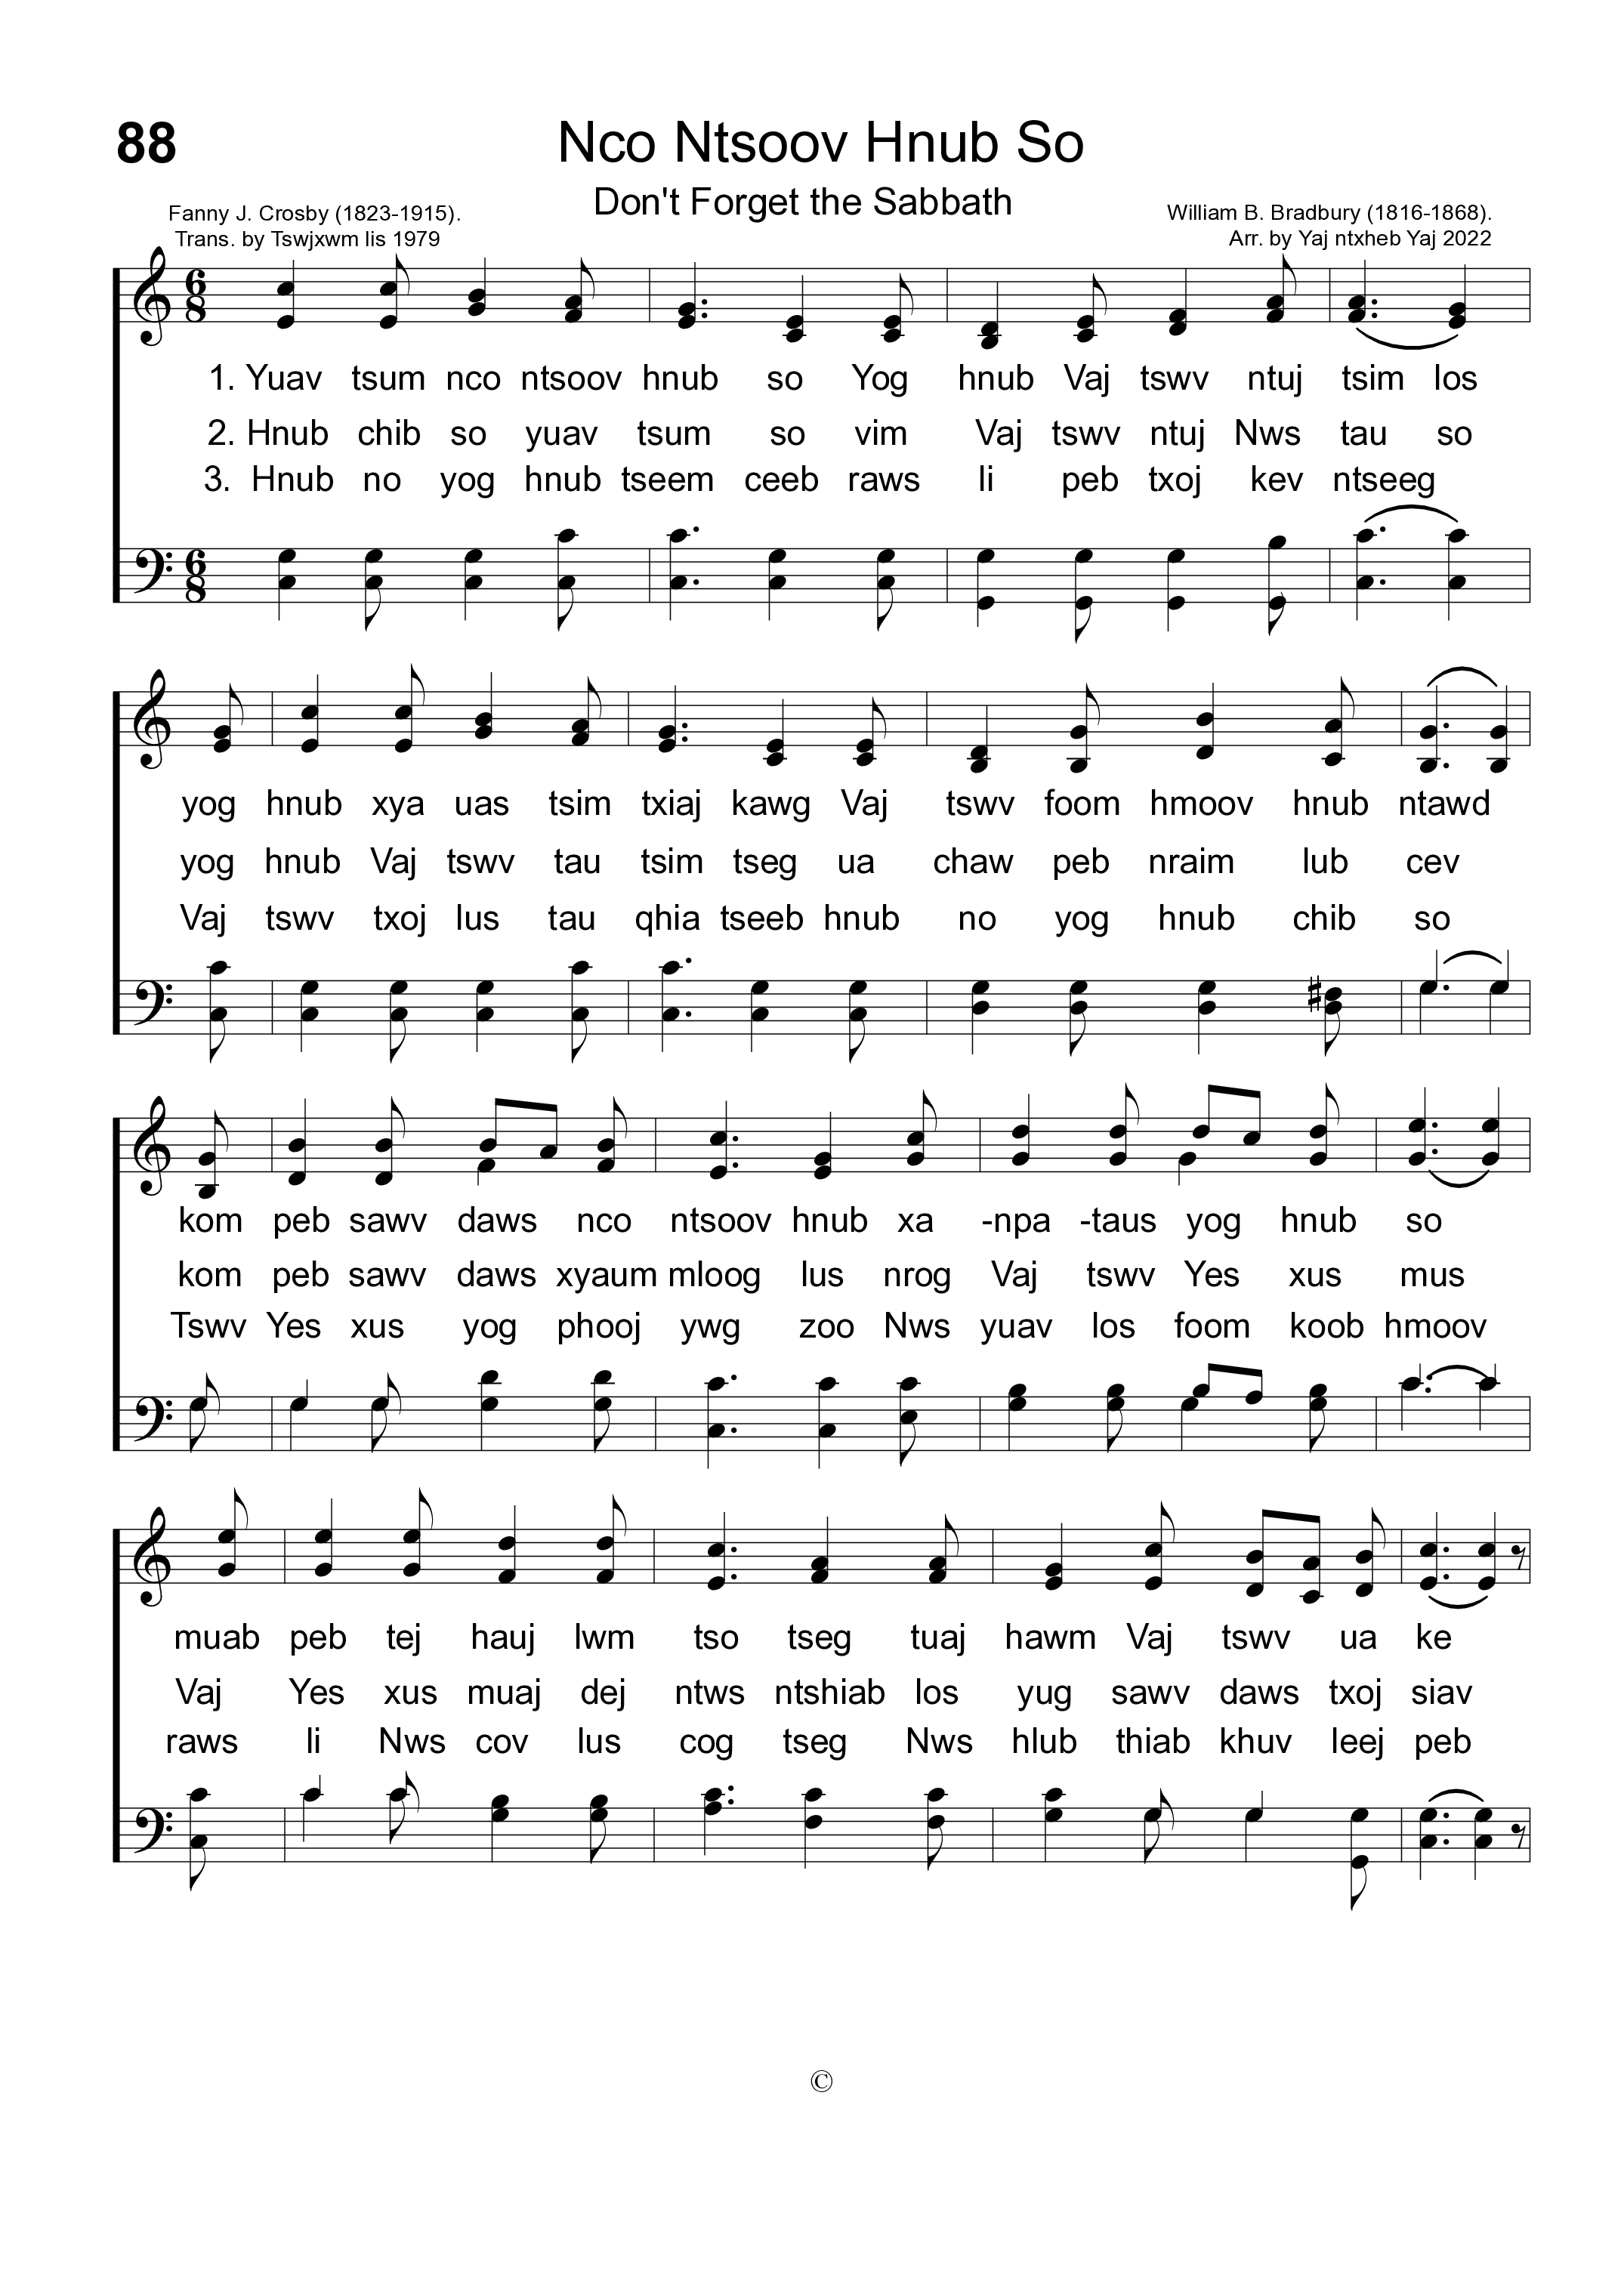 88
Nco Ntsoov Hnub So
Don't Forget the Sabbath
Fanny J. Crosby (1823-1915).
Trans. by Tswjxwm lis 1979
William B. Bradbury (1816-1868).
Arr. by Yaj ntxheb Yaj 2022
6 8
1. Yuav tsum nco ntsoov hnub so Yog hnub Vaj tswv ntuj tsim los
2. Hnub chib so yuav tsum so vim Vaj tswv ntuj Nws tau so
3. Hnub no yog hnub tseem ceeb raws li peb txoj kev ntseeg
6 8
yog hnub xya uas tsim txiaj kawg Vaj tswv foom hmoov hnub ntawd
yog hnub Vaj tswv tau tsim tseg ua chaw peb nraim lub cev
Vaj tswv txoj lus tau qhia tseeb hnub no yog hnub chib so
kom peb sawv daws nco ntsoov hnub xa -npa -taus yog hnub so
kom peb sawv daws xyaum mloog lus nrog Vaj tswv Yes xus mus
Tswv Yes xus yog phooj ywg zoo Nws yuav los foom koob hmoov
muab peb tej hauj lwm tso tseg tuaj hawm Vaj tswv ua ke
Vaj Yes xus muaj dej ntws ntshiab los yug sawv daws txoj siav
raws li Nws cov lus cog tseg Nws hlub thiab khuv leej peb
©